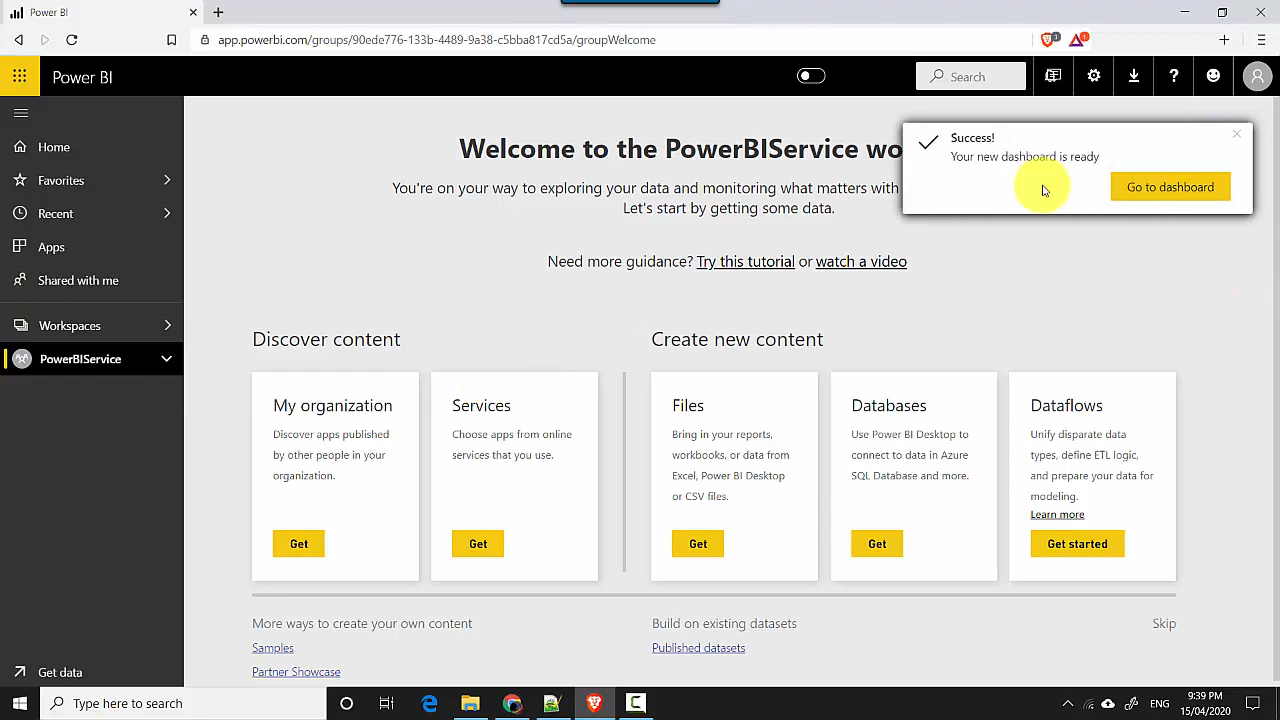 Power BI
app.powerbi.com/groups/90ede776-133b-4489-9a38-c5bba817cd5a/groupWelcome
1
1
Power BI
Search
Home
Favorites
Recent
Apps
Shared with me
Workspaces
PowerBIService
Get data
Welcome to the PowerBIService wo
You're on your way to exploring your data and monitoring what matters with
Let's start by getting some data.
Success!
Your new dashboard is ready
Go to dashboard
Need more guidance? Try this tutorial or watch a video
Discover content
My organization
Discover apps published
by other people in your
organization.
Get
Services
Choose apps from online
services that you use.
Get
Create new content
Files
Bring in your reports,
workbooks, or data from
Excel, Power BI Desktop
or CSV files.
Get
Databases
Use Power BI Desktop to
connect to data in Azure
SQL Database and more.
Get
Dataflows
Unify disparate data
types, define ETL logic,
and prepare your data for
modeling.
Learn more
Get started
More ways to create your own content
Samples
Partner Showcase
Build on existing datasets
Published datasets
Skip
Type here to search
ENG
9:39 PM
15/04/2020